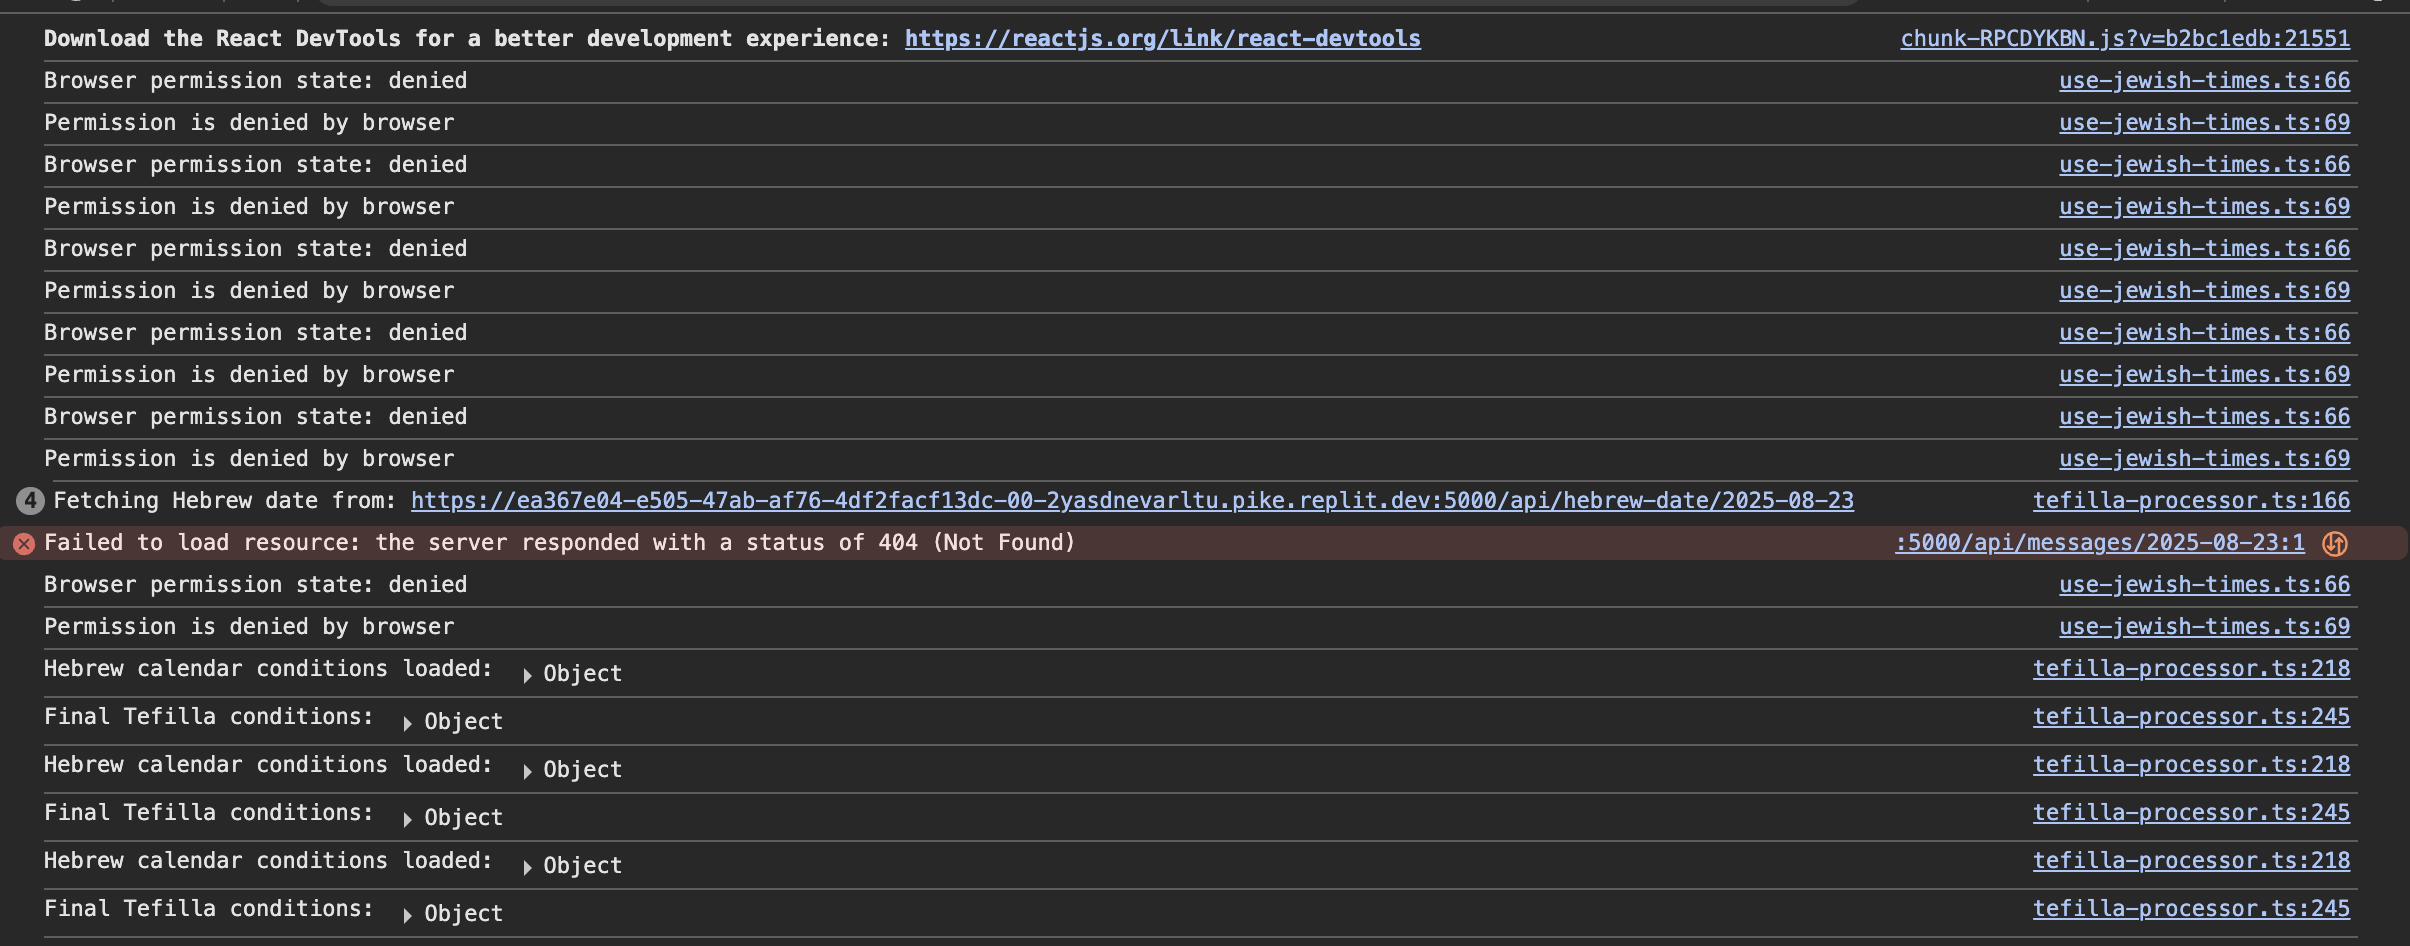 Download the React DevTools for a better development experience: https://reactjs.org/link/react-devtools chunk-RPCDYKBN.js?v=b2bc1edb:21551
Browser permission state: denied use-jewish-times.ts:66
Permission is denied by browser use-jewish-times.ts:69
Browser permission state: denied use-jewish-times.ts:66
Permission is denied by browser use-jewish-times.ts:69
Browser permission state: denied use-jewish-times.ts:66
Permission is denied by browser use-jewish-times.ts:69
Browser permission state: denied use-jewish-times.ts:66
Permission is denied by browser use-jewish-times.ts:69
Browser permission state: denied use-jewish-times.ts:66
Permission is denied by browser use-jewish-times.ts:69
4 Fetching Hebrew date from: https://ea367e04-e505-47ab-af76-4df2facf13dc-00-2yasdnevarltu.pike.replit.dev:5000/api/hebrew-date/2025-08-23 tefilla-processor.ts:166
Failed to load resource: the server responded with a status of 404 (Not Found) :5000/api/messages/2025-08-23:1
Browser permission state: denied use-jewish-times.ts:66
Permission is denied by browser use-jewish-times.ts:69
Hebrew calendar conditions loaded: Object tefilla-processor.ts:218
Final Tefilla conditions: Object tefilla-processor.ts:245
Hebrew calendar conditions loaded: Object tefilla-processor.ts:218
Final Tefilla conditions: Object tefilla-processor.ts:245
Hebrew calendar conditions loaded: Object tefilla-processor.ts:218
Final Tefilla conditions: Object tefilla-processor.ts:245